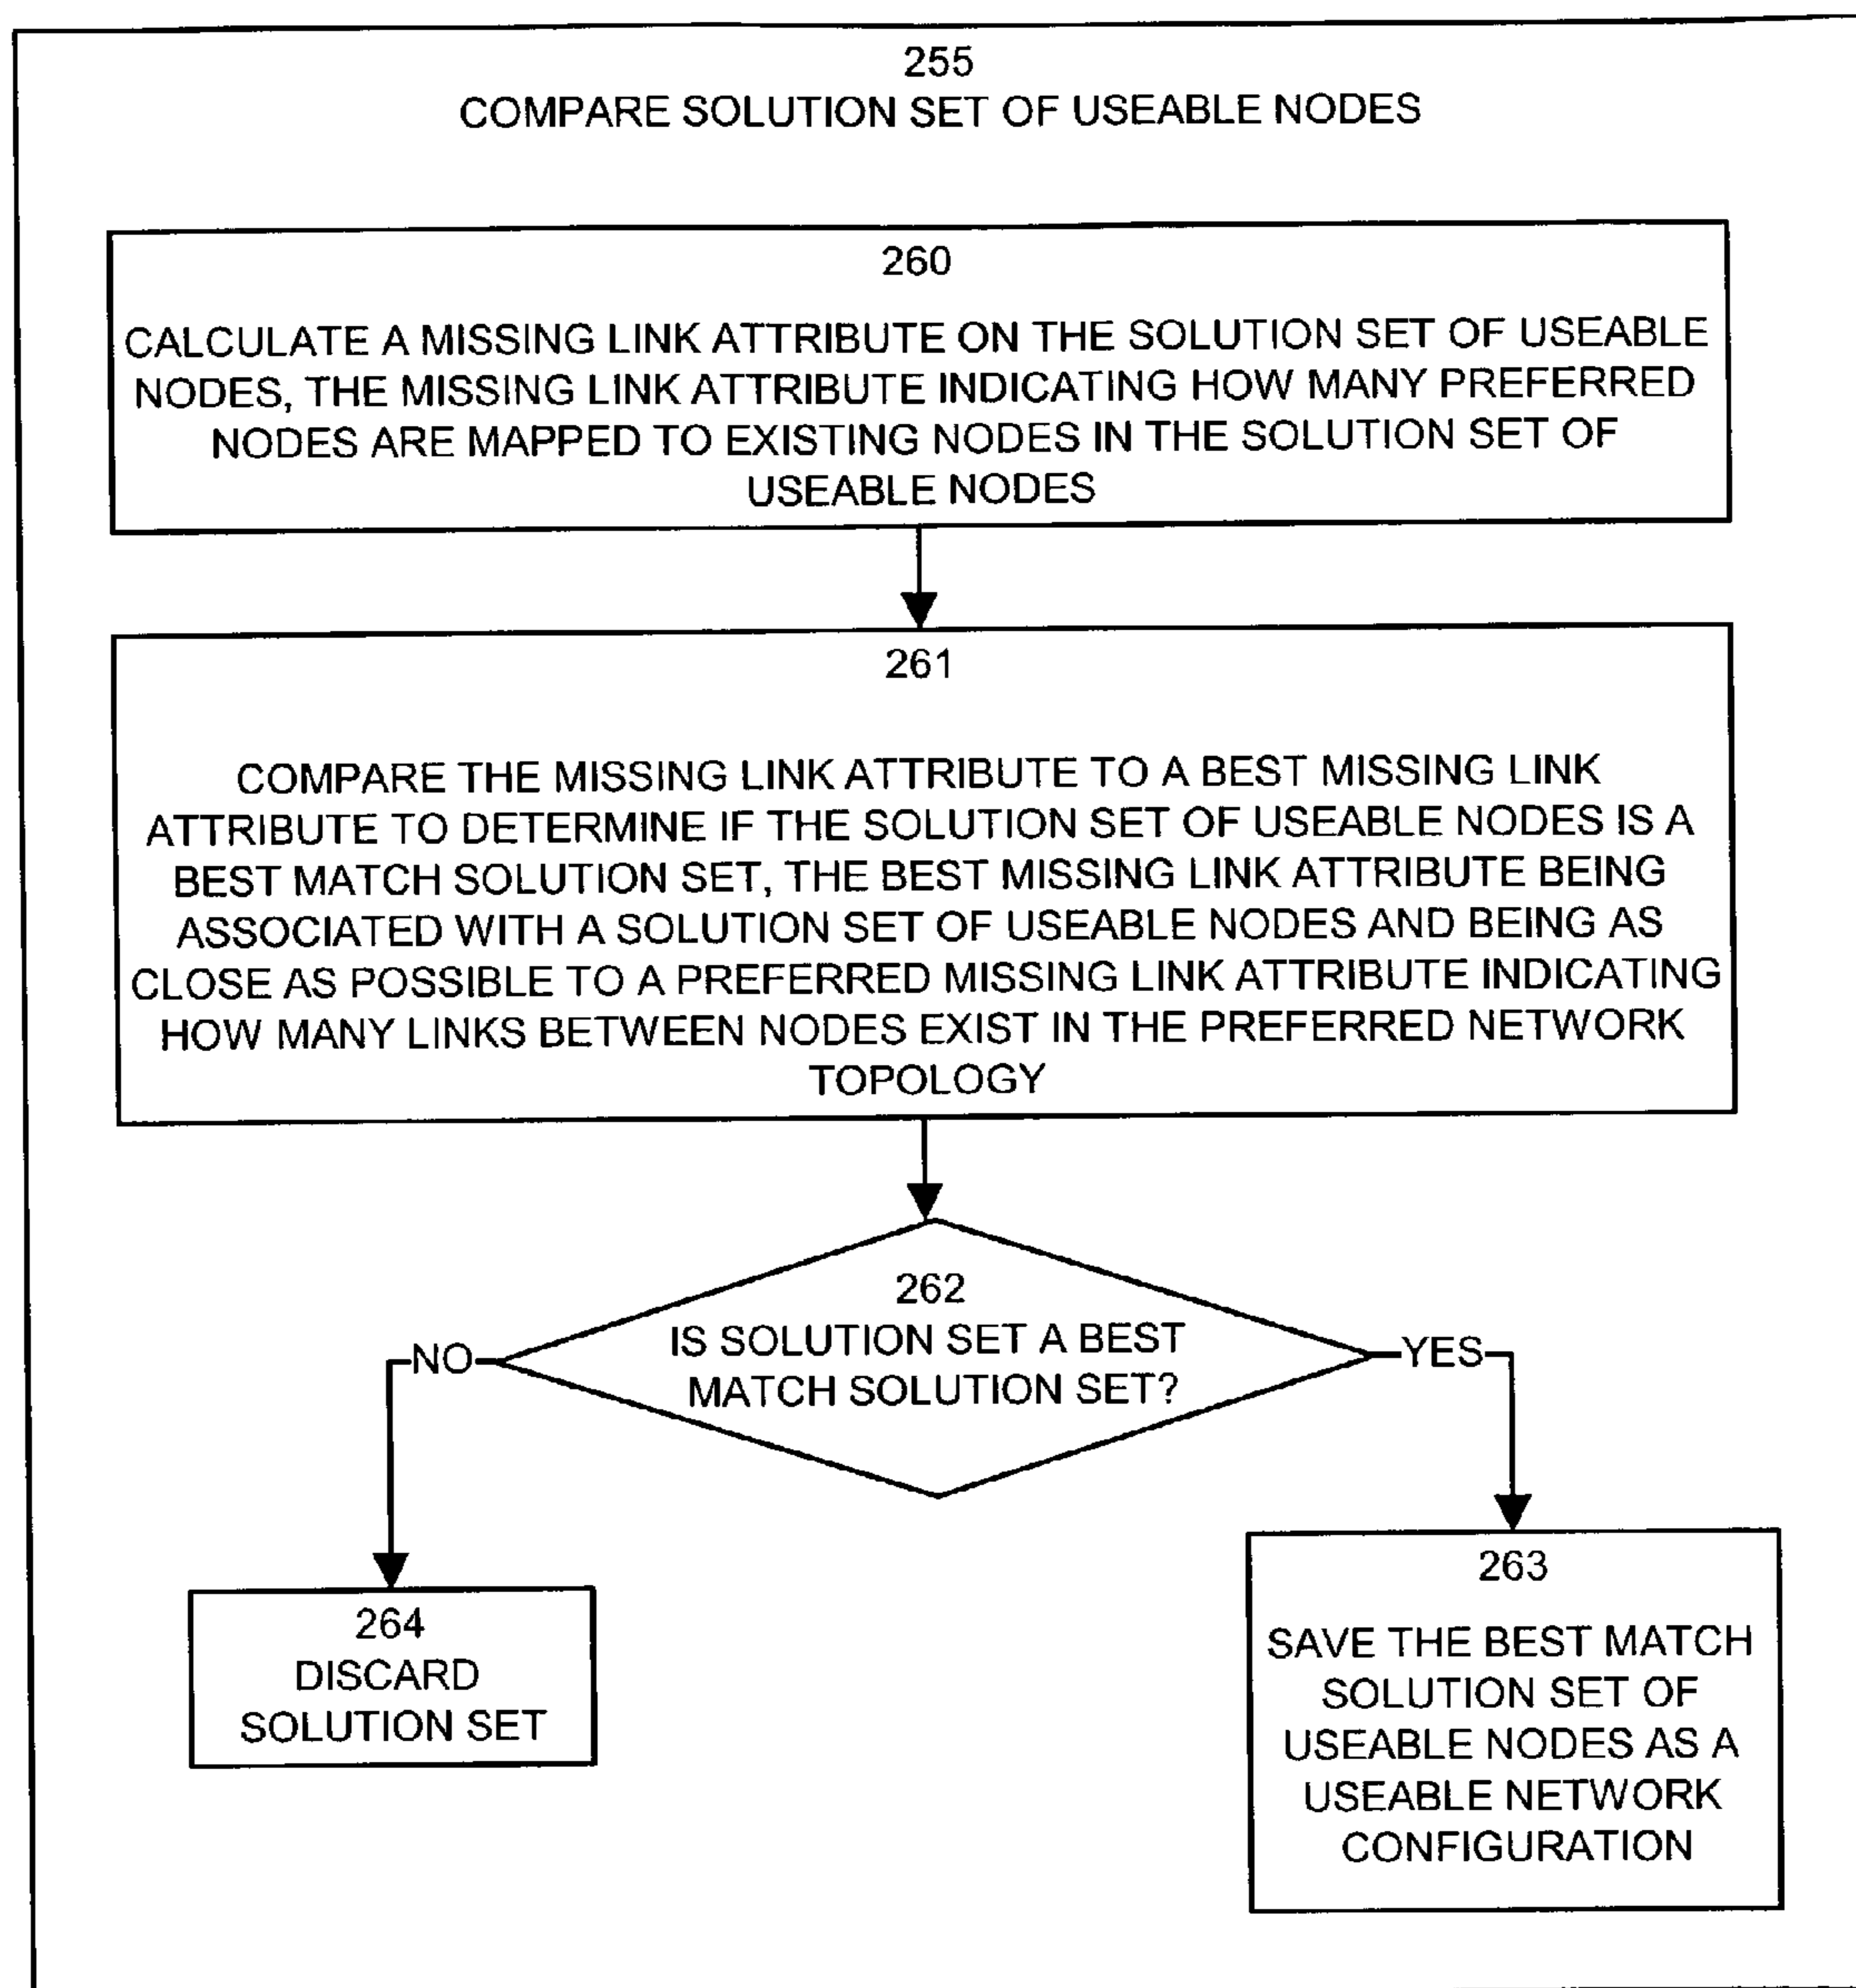 255
COMPARE SOLUTION SET OF USEABLE NODES
260
CALCULATE A MISSING LINK ATTRIBUTE ON THE SOLUTION SET OF USEABLE
NODES, THE MISSING LINK ATTRIBUTE INDICATING HOW MANY PREFERRED
NODES ARE MAPPED TO EXISTING NODES IN THE SOLUTION SET OF
USEABLE NODES
261
COMPARE THE MISSING LINK ATTRIBUTE TO A BEST MISSING LINK
ATTRIBUTE TO DETERMINE IF THE SOLUTION SET OF USEABLE NODES IS A
BEST MATCH SOLUTION SET, THE BEST MISSING LINK ATTRIBUTE BEING
ASSOCIATED WITH A SOLUTION SET OF USEABLE NODES AND BEING AS
CLOSE AS POSSIBLE TO A PREFERRED MISSING LINK ATTRIBUTE INDICATING
HOW MANY LINKS BETWEEN NODES EXIST IN THE PREFERRED NETWORK
TOPOLOGY
262
IS SOLUTION SET A BEST
MATCH SOLUTION SET?
NO
YES
264
DISCARD
SOLUTION SET
263
SAVE THE BEST MATCH
SOLUTION SET OF
USEABLE NODES AS A
USEABLE NETWORK
CONFIGURATION